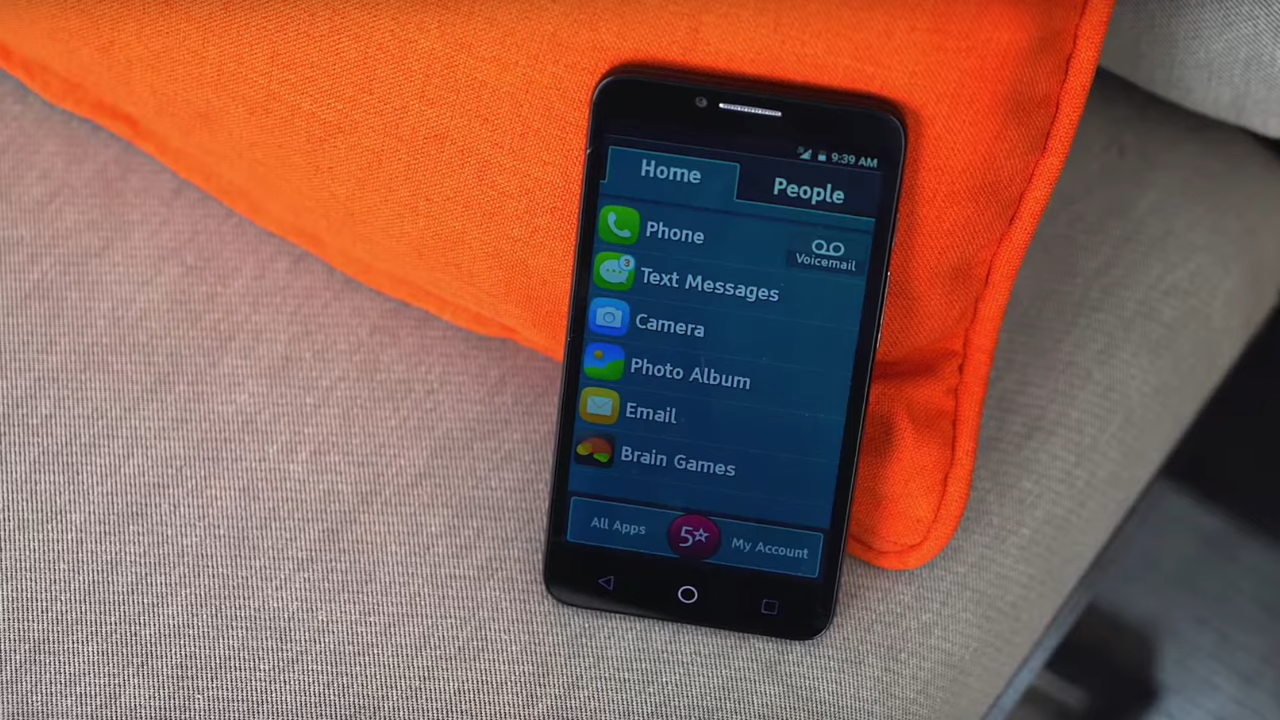 9:39 AM
Home
People
Phone
Voicemail
3
Text Messages
Camera
Photo Album
Email
Brain Games
All Apps
5☆
My Account